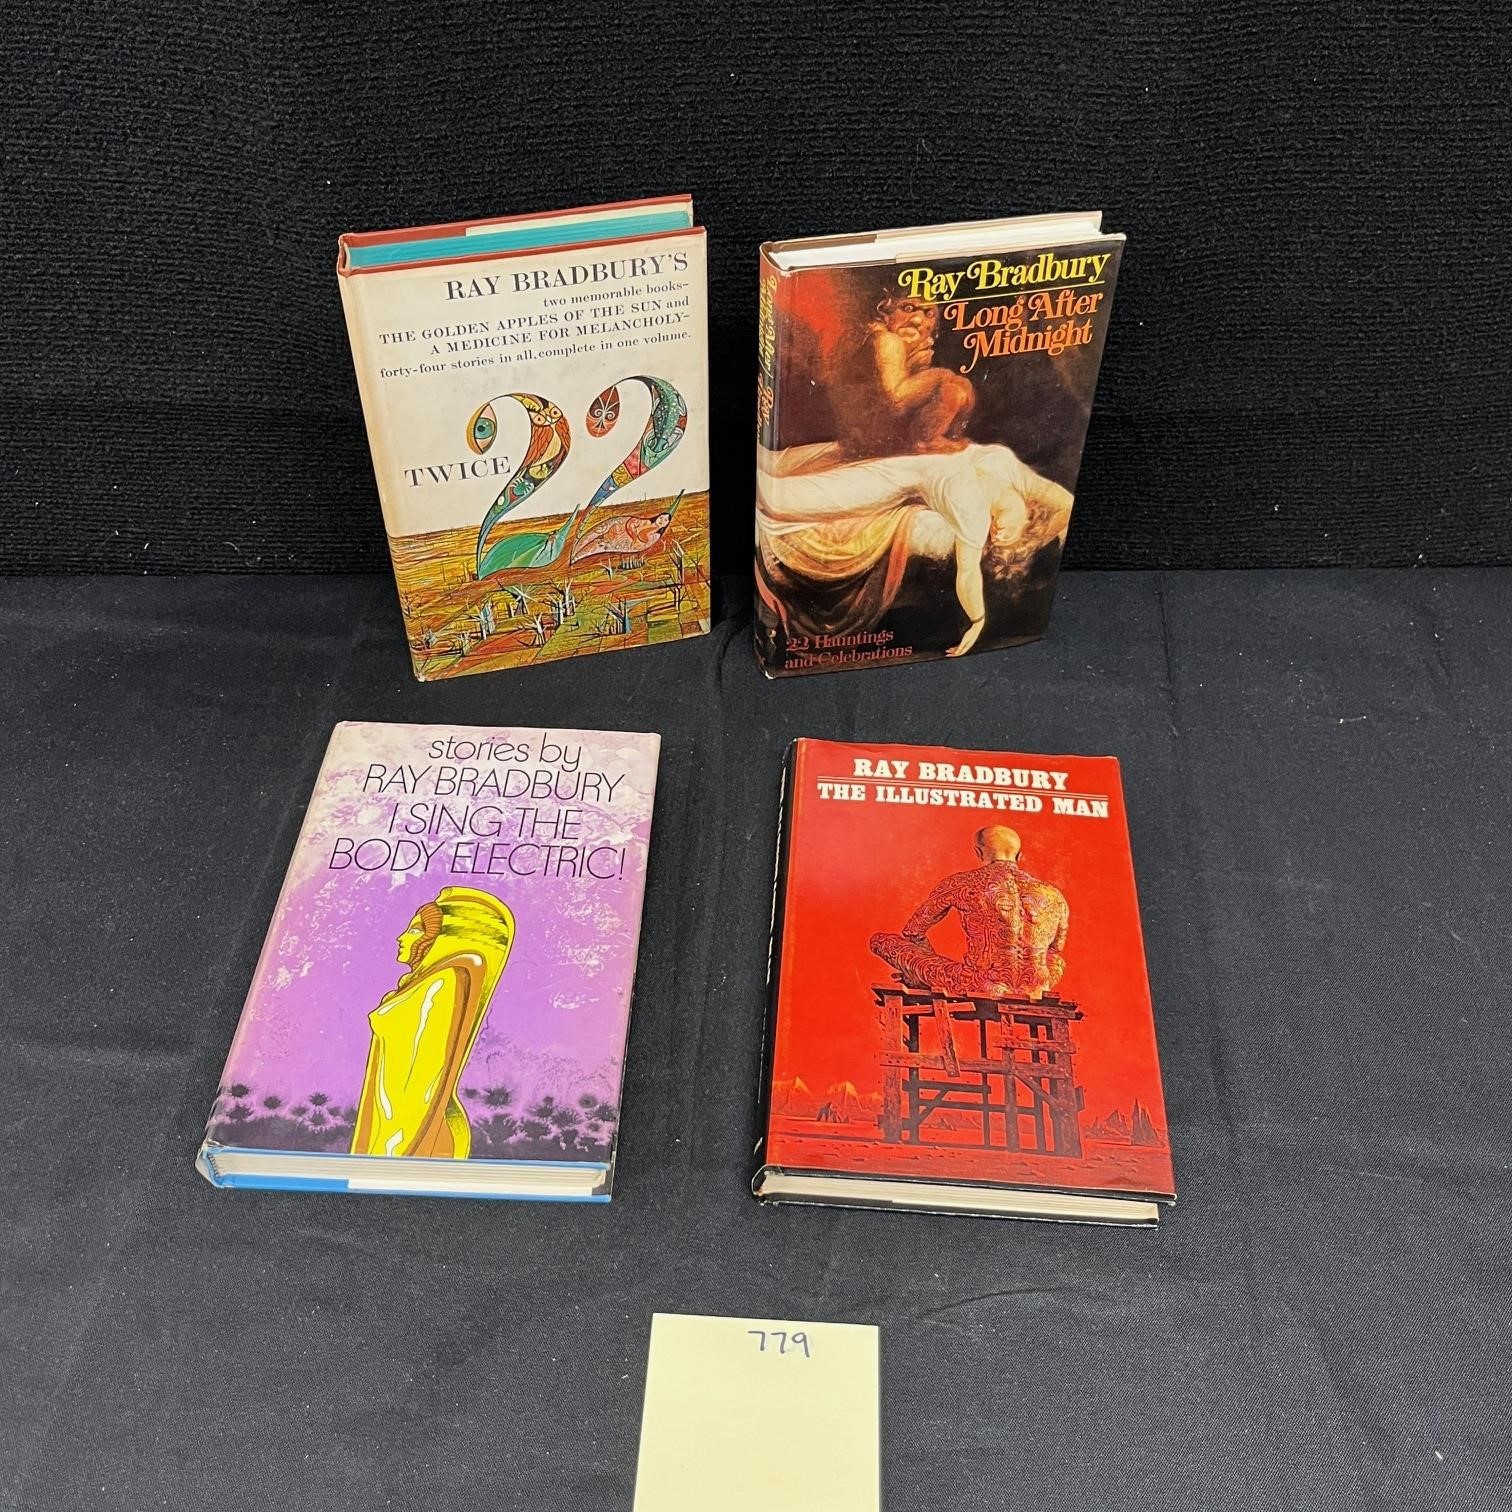 RAY BRADBURY'S
two memorable books–
THE GOLDEN APPLES OF THE SUN and
A MEDICINE FOR MELANCHOLY–
forty-four stories in all, complete in one volume.
TWICE 22
Ray Bradbury
Long After
Midnight
22 Hauntings
and Celebrations
stories by
RAY BRADBURY
I SING THE
BODY ELECTRIC!
RAY BRADBURY
THE ILLUSTRATED MAN
779